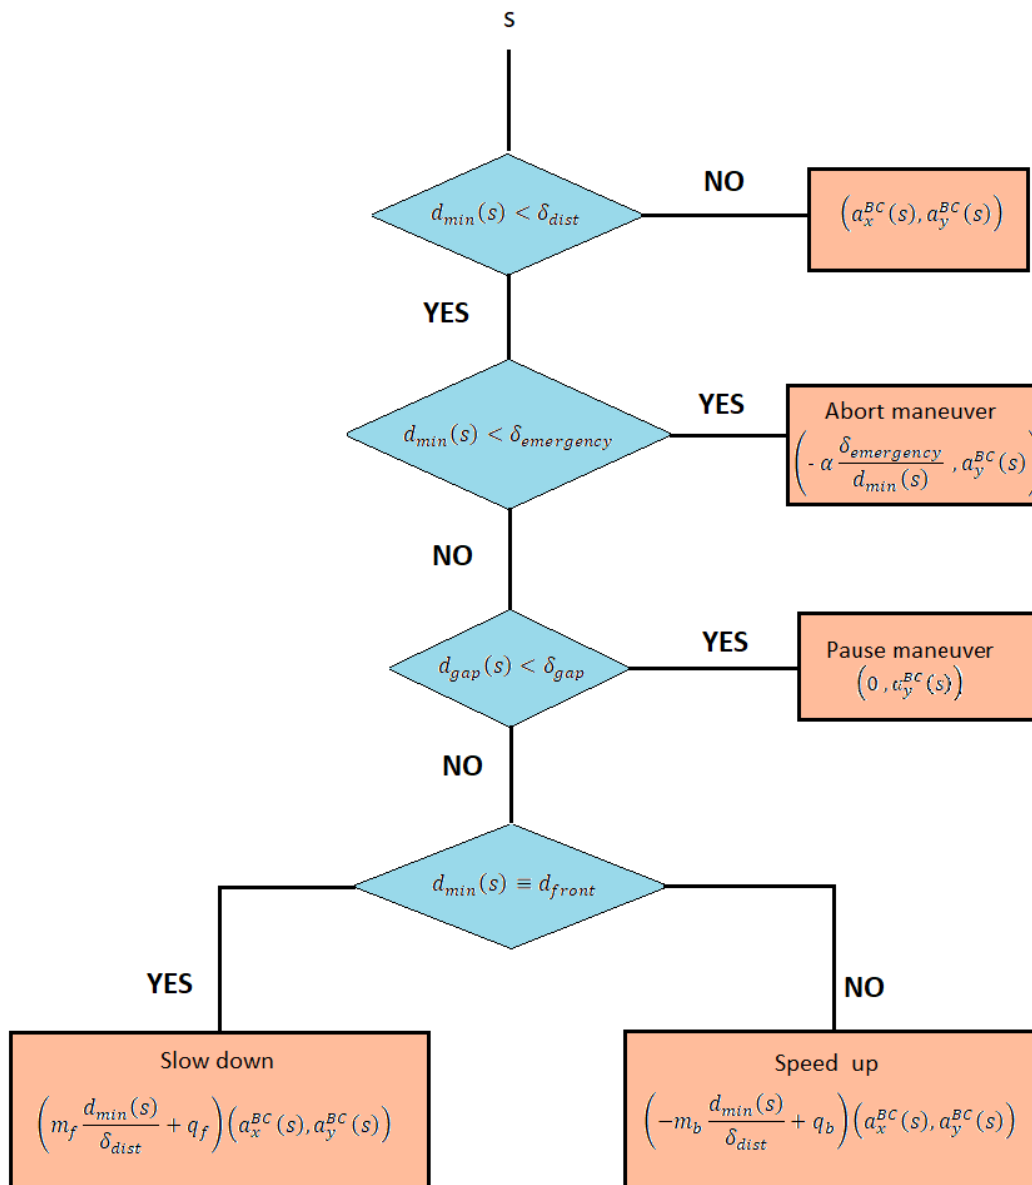 s
d_min(s) < δ_dist
NO
(a_x^BC(s), a_y^BC(s))
YES
d_min(s) < δ_emergency
YES
Abort maneuver
(- α δ_emergency / d_min(s) , a_y^BC(s))
NO
d_gap(s) < δ_gap
YES
Pause maneuver
(0 , a_y^BC(s))
NO
d_min(s) ≡ d_front
YES
NO
Slow down
(m_f d_min(s) / δ_dist + q_f)(a_x^BC(s), a_y^BC(s))
Speed up
(−m_b d_min(s) / δ_dist + q_b)(a_x^BC(s), a_y^BC(s))